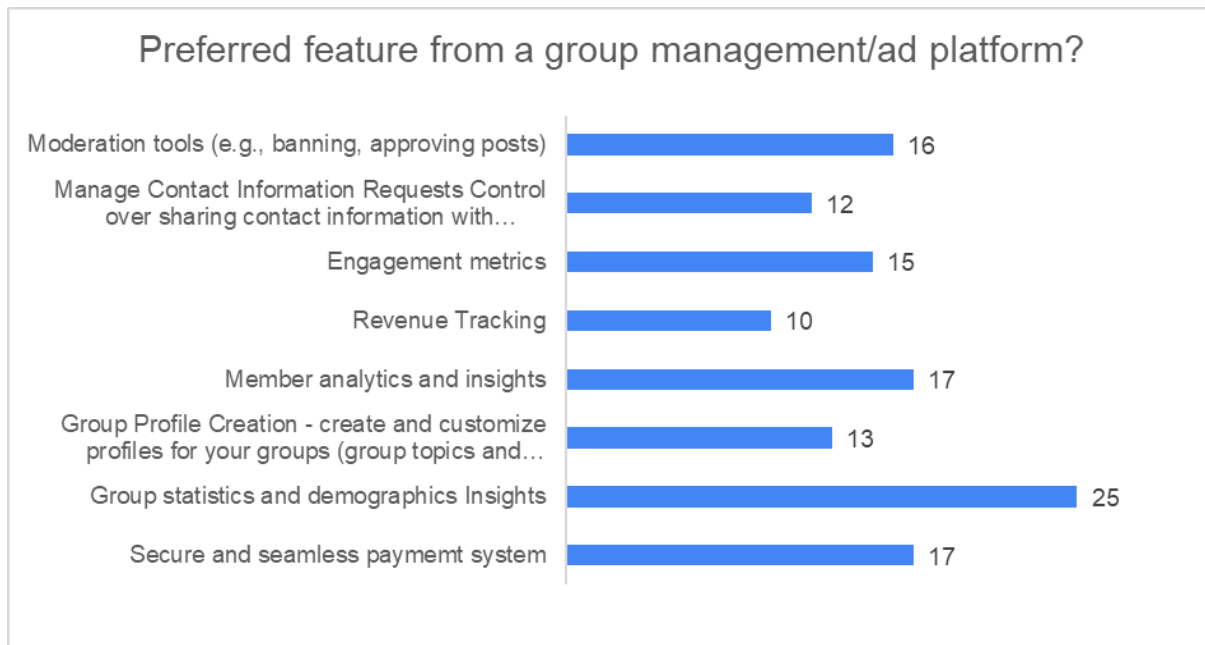 Preferred feature from a group management/ad platform?
Moderation tools (e.g., banning, approving posts)
16
Manage Contact Information Requests Control
over sharing contact information with…
12
Engagement metrics
15
Revenue Tracking
10
Member analytics and insights
17
Group Profile Creation - create and customize
profiles for your groups (group topics and…
13
Group statistics and demographics Insights
25
Secure and seamless paymemt system
17